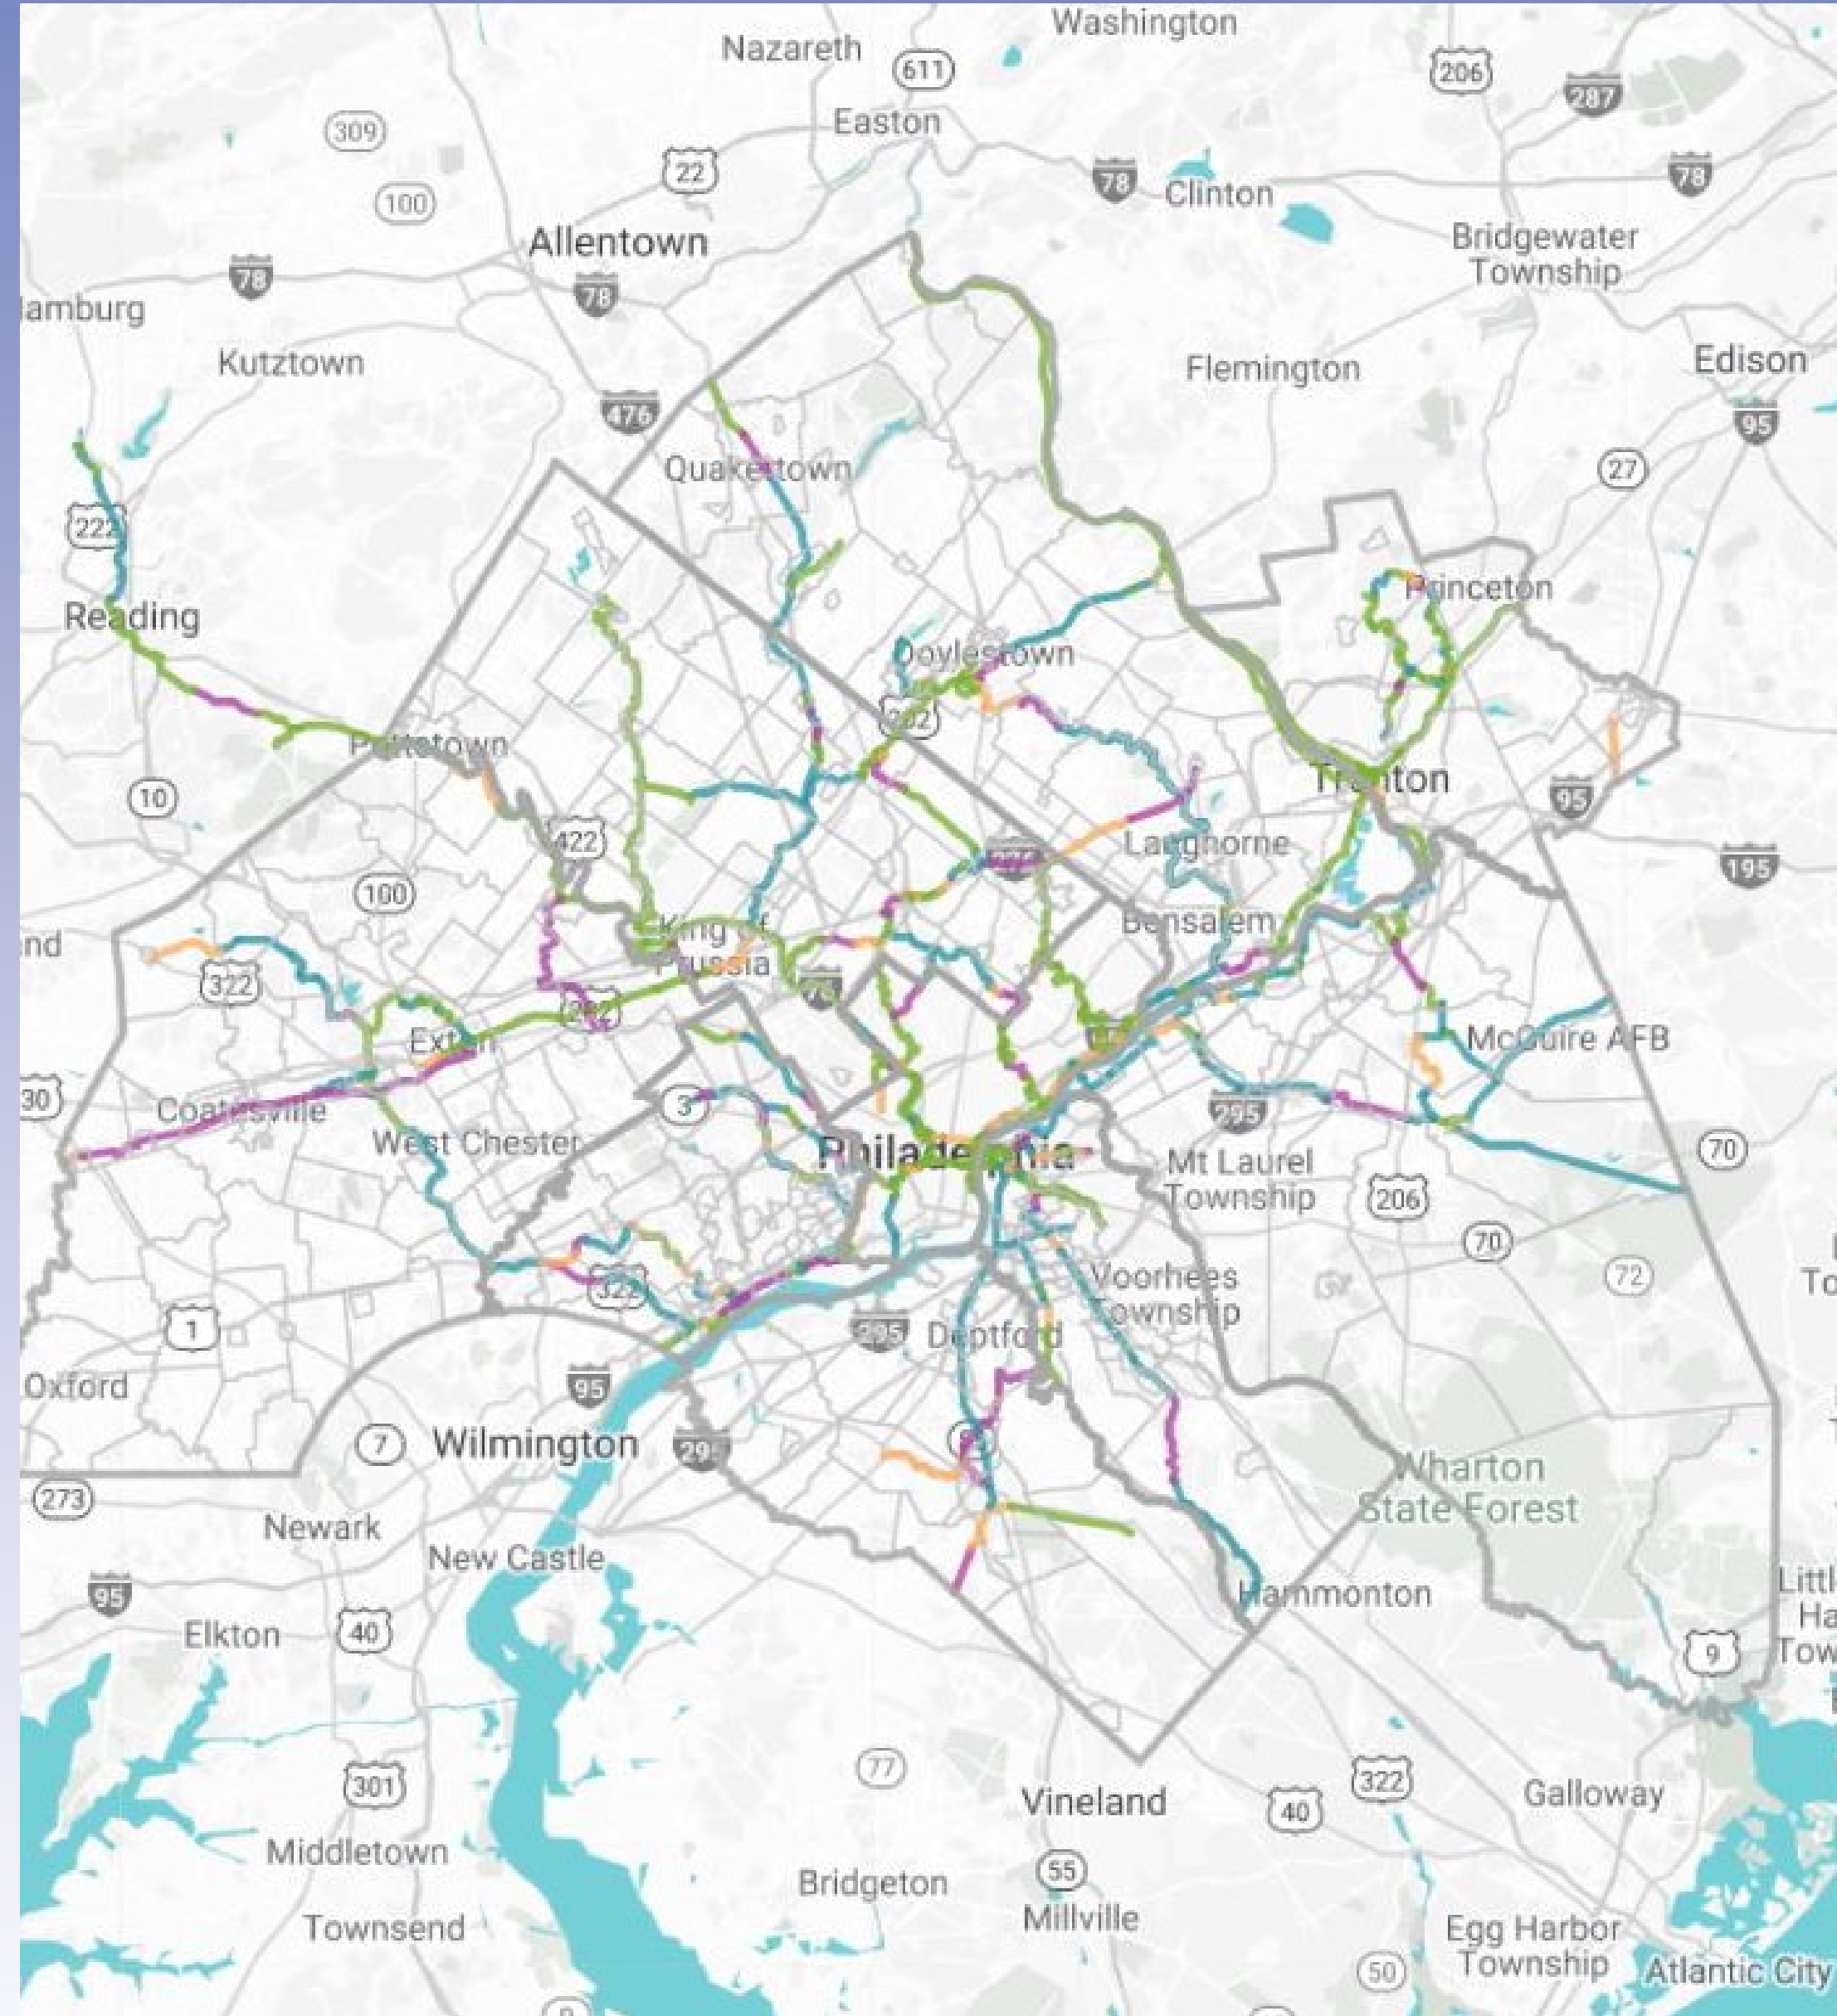 Washington
Nazareth
611
206
287
309
Easton
22
78
78
100
Clinton
Allentown
Bridgewater
Township
78
78
amburg
Kutztown
Flemington
Edison
476
95
Quakertown
27
222
Princeton
Reading
Doylestown
202
Pottstown
Trenton
10
95
422
Langhorne
195
100
Bensalem
King of
Prussia
nd
322
76
202
Exton
McGuire AFB
30
3
295
Coatesville
West Chester
Philadelphia
70
Mt Laurel
Township
206
70
Voorhees
Township
72
To
322
1
295
Deptford
Oxford
95
7
Wilmington
295
Wharton
State Forest
273
Newark
New Castle
95
Hammonton
Littl
Ha
Tow
Elkton
40
9
77
301
322
Vineland
40
Galloway
Middletown
55
Bridgeton
Millville
Townsend
Egg Harbor
Township
50
Atlantic City